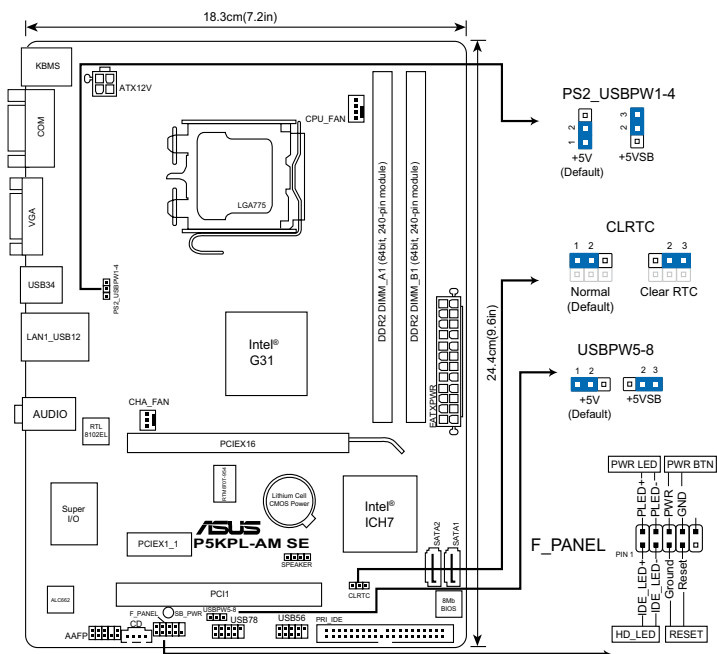 18.3cm(7.2in)
KBMS
ATX12V
CPU_FAN
COM
LGA775
VGA
DDR2 DIMM_A1 (64bit, 240-pin module)
DDR2 DIMM_B1 (64bit, 240-pin module)
24.4cm(9.6in)
USB34
PS2_USBPW1-4
LAN1_USB12
Intel®
G31
EATXPWR
CHA_FAN
AUDIO
RTL
8102EL
PCIEX16
Super
I/O
Lithium Cell
CMOS Power
Intel®
ICH7
ASUS
P5KPL-AM SE
PCIEX1_1
SPEAKER
SATA2
SATA1
PCI1
CLRTC
8Mb
BIOS
ALC662
F_PANEL
SB_PWR
USBPW5-8
CD
AAFP
USB78
USB56
PRI_IDE
PS2_USBPW1-4
1 2
2 3
+5V
(Default)
+5VSB
CLRTC
1 2
2 3
Normal
(Default)
Clear RTC
USBPW5-8
1 2
2 3
+5V
(Default)
+5VSB
F_PANEL
PWR LED
PWR BTN
PLED+
PLED-
PWR
GND
PIN 1
IDE_LED+
IDE_LED-
Ground
Reset
HD_LED
RESET